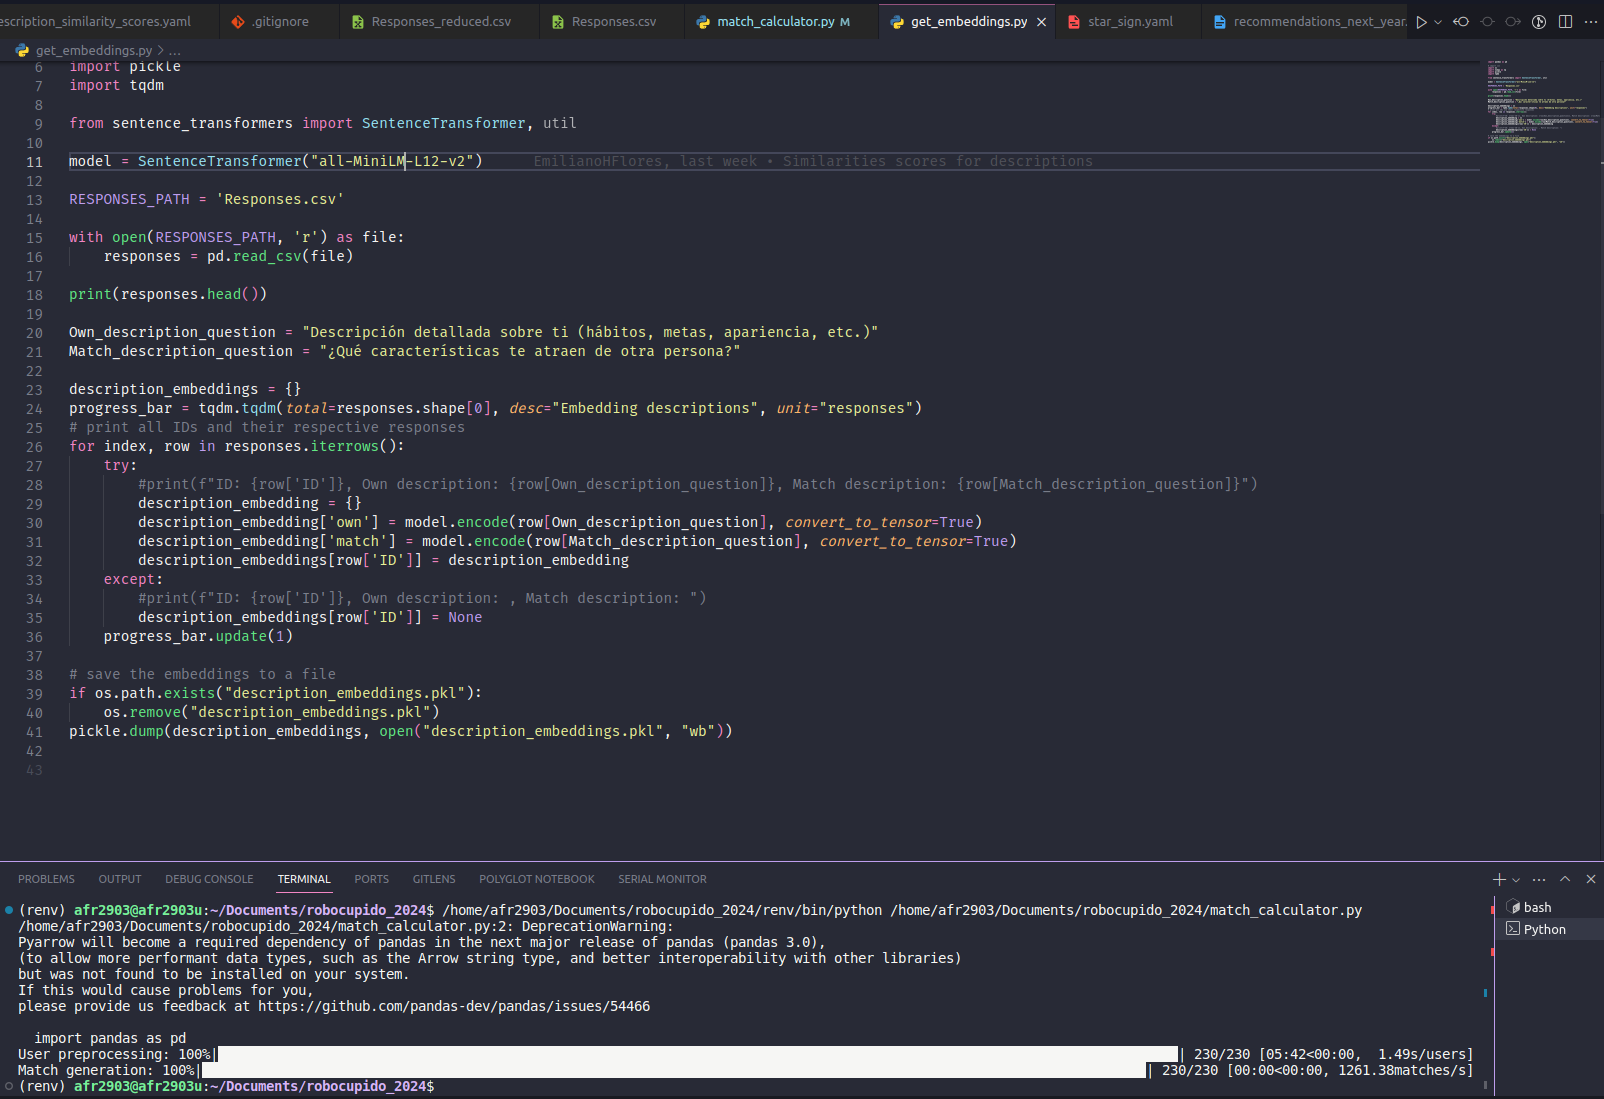 escription_similarity_scores.yaml
.gitignore
Responses_reduced.csv
Responses.csv
match_calculator.py M
get_embeddings.py
star_sign.yaml
recommendations_next_year.
get_embeddings.py > ...
6 import pickle
7 import tqdm
8
9 from sentence_transformers import SentenceTransformer, util
10
11 model = SentenceTransformer("all-MiniLM-L12-v2") EmilianoHFlores, last week • Similarities scores for descriptions
12
13 RESPONSES_PATH = 'Responses.csv'
14
15 with open(RESPONSES_PATH, 'r') as file:
16     responses = pd.read_csv(file)
17
18 print(responses.head())
19
20 Own_description_question = "Descripción detallada sobre ti (hábitos, metas, apariencia, etc.)"
21 Match_description_question = "¿Qué características te atraen de otra persona?"
22
23 description_embeddings = {}
24 progress_bar = tqdm.tqdm(total=responses.shape[0], desc="Embedding descriptions", unit="responses")
25 # print all IDs and their respective responses
26 for index, row in responses.iterrows():
27     try:
28         #print(f"ID: {row['ID']}, Own description: {row[Own_description_question]}, Match description: {row[Match_description_question]}")
29         description_embedding = {}
30         description_embedding['own'] = model.encode(row[Own_description_question], convert_to_tensor=True)
31         description_embedding['match'] = model.encode(row[Match_description_question], convert_to_tensor=True)
32         description_embeddings[row['ID']] = description_embedding
33     except:
34         #print(f"ID: {row['ID']}, Own description: , Match description: ")
35         description_embeddings[row['ID']] = None
36     progress_bar.update(1)
37
38 # save the embeddings to a file
39 if os.path.exists("description_embeddings.pkl"):
40     os.remove("description_embeddings.pkl")
41 pickle.dump(description_embeddings, open("description_embeddings.pkl", "wb"))
42
43
PROBLEMS OUTPUT DEBUG CONSOLE TERMINAL PORTS GITLENS POLYGLOT NOTEBOOK SERIAL MONITOR
(renv) afr2903@afr2903u:~/Documents/robocupido_2024$ /home/afr2903/Documents/robocupido_2024/renv/bin/python /home/afr2903/Documents/robocupido_2024/match_calculator.py
/home/afr2903/Documents/robocupido_2024/match_calculator.py:2: DeprecationWarning:
Pyarrow will become a required dependency of pandas in the next major release of pandas (pandas 3.0),
(to allow more performant data types, such as the Arrow string type, and better interoperability with other libraries)
but was not found to be installed on your system.
If this would cause problems for you,
please provide us feedback at https://github.com/pandas-dev/pandas/issues/54466
import pandas as pd
User preprocessing: 100%| | 230/230 [05:42<00:00, 1.49s/users]
Match generation: 100%| | 230/230 [00:00<00:00, 1261.38matches/s]
(renv) afr2903@afr2903u:~/Documents/robocupido_2024$
bash
Python